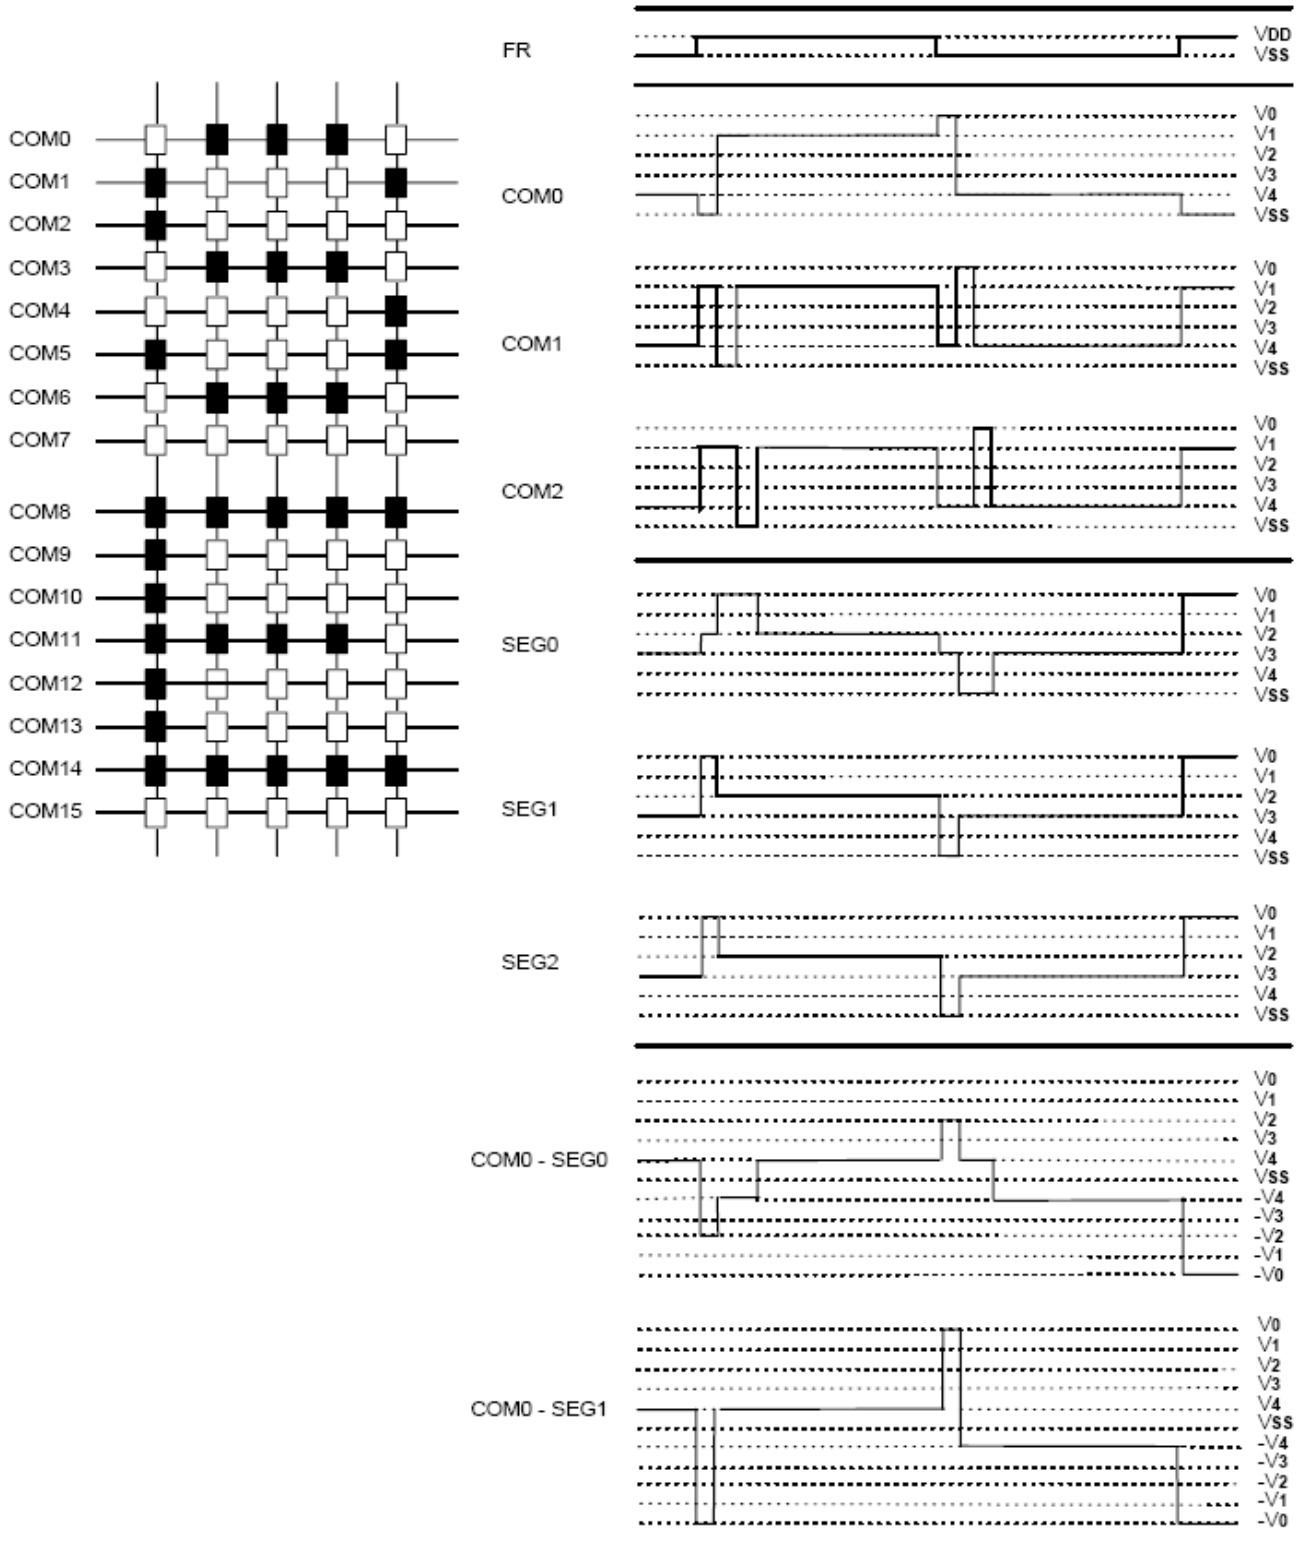 COM0
COM1
COM2
COM3
COM4
COM5
COM6
COM7
COM8
COM9
COM10
COM11
COM12
COM13
COM14
COM15
FR
VDD
VSS
COM0
V0
V1
V2
V3
V4
VSS
COM1
V0
V1
V2
V3
V4
VSS
COM2
V0
V1
V2
V3
V4
VSS
SEG0
V0
V1
V2
V3
V4
VSS
SEG1
V0
V1
V2
V3
V4
VSS
SEG2
V0
V1
V2
V3
V4
VSS
COM0 - SEG0
V0
V1
V2
V3
V4
VSS
-V4
-V3
-V2
-V1
-V0
COM0 - SEG1
V0
V1
V2
V3
V4
VSS
-V4
-V3
-V2
-V1
-V0